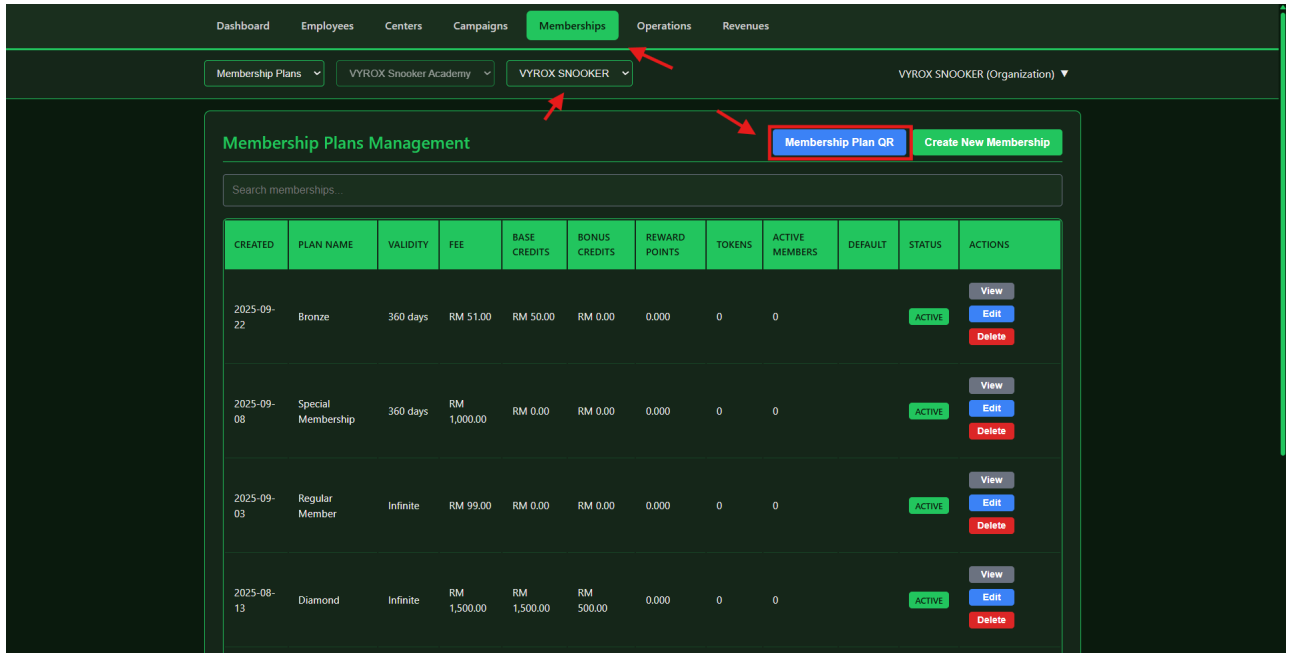 Dashboard Employees Centers Campaigns Memberships Operations Revenues
Membership Plans VYROX Snooker Academy VYROX SNOOKER VYROX SNOOKER (Organization) ▼
Membership Plans Management Membership Plan QR Create New Membership
Search memberships...
CREATED PLAN NAME VALIDITY FEE BASE CREDITS BONUS CREDITS REWARD POINTS TOKENS ACTIVE MEMBERS DEFAULT STATUS ACTIONS
2025-09-22 Bronze 360 days RM 51.00 RM 50.00 RM 0.00 0.000 0 0 ACTIVE View Edit Delete
2025-09-08 Special Membership 360 days RM 1,000.00 RM 0.00 RM 0.00 0.000 0 0 ACTIVE View Edit Delete
2025-09-03 Regular Member Infinite RM 99.00 RM 0.00 RM 0.00 0.000 0 0 ACTIVE View Edit Delete
2025-08-13 Diamond Infinite RM 1,500.00 RM 1,500.00 RM 500.00 0.000 0 0 ACTIVE View Edit Delete